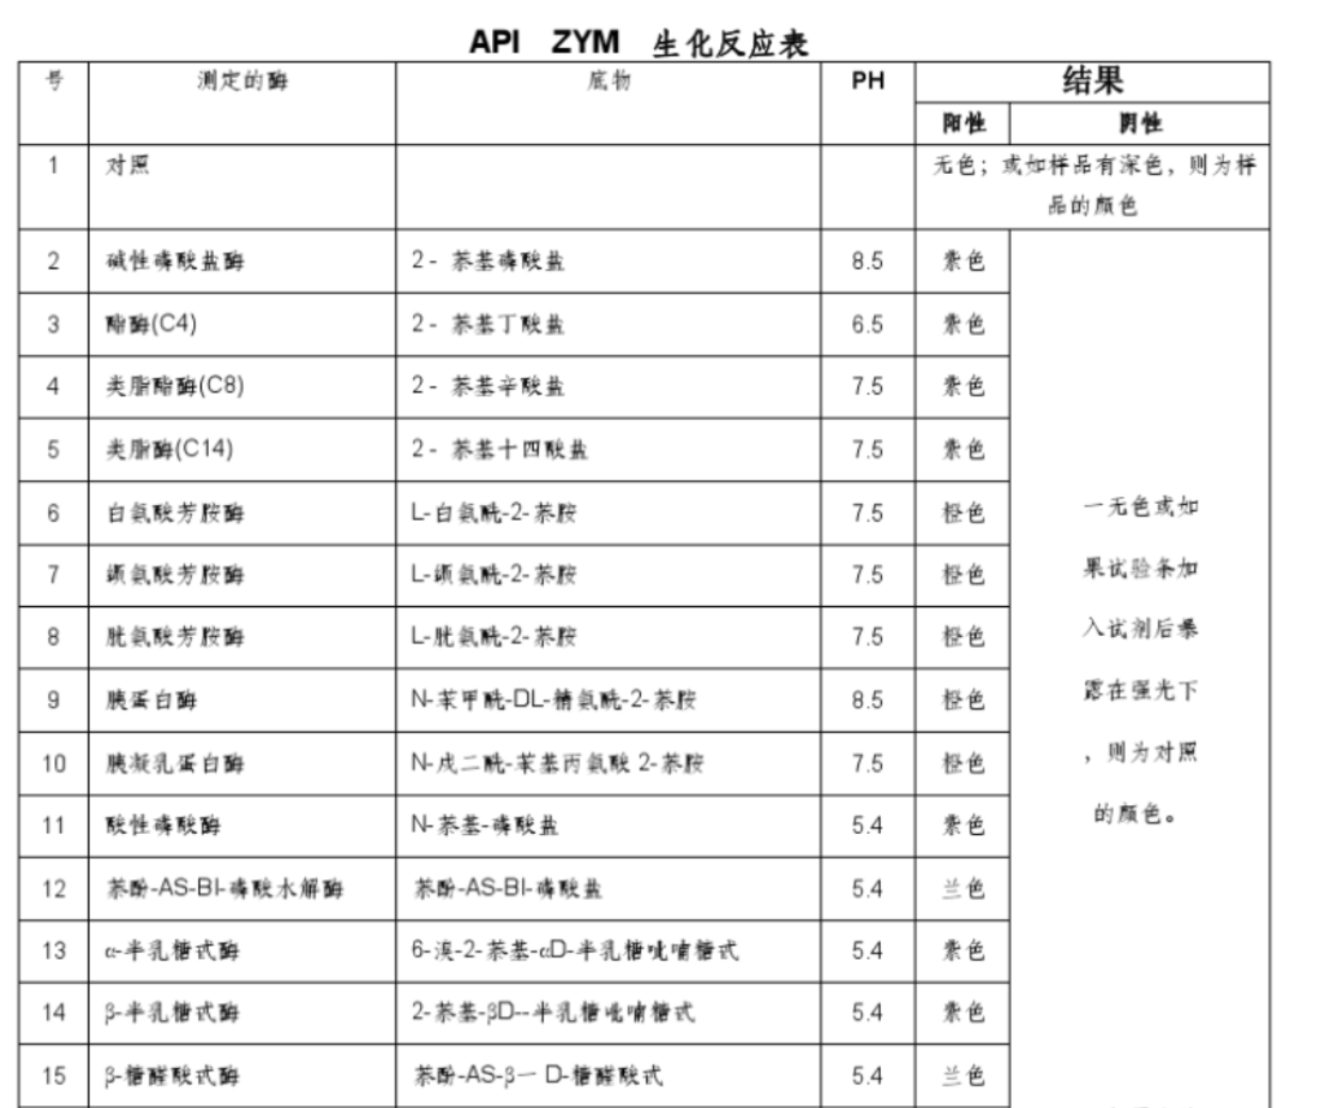 API ZYM 生化反应表
号 测定的酶 底物 PH 结果
阳性 阴性
1 对照 无色；或如样品有深色，则为样
品的颜色
2 碱性磷酸盐酶 2- 萘基磷酸盐 8.5 紫色
3 酯酶(C4) 2- 萘基丁酸盐 6.5 紫色
4 类脂酯酶(C8) 2- 萘基辛酸盐 7.5 紫色
5 类脂酶(C14) 2- 萘基十四酸盐 7.5 紫色
6 白氨酸芳胺酶 L-白氨酰-2-萘胺 7.5 橙色
7 缬氨酸芳胺酶 L-缬氨酰-2-萘胺 7.5 橙色
8 胱氨酸芳胺酶 L-胱氨酰-2-萘胺 7.5 橙色
9 胰蛋白酶 N-苯甲酰-DL-精氨酰-2-萘胺 8.5 橙色
10 胰凝乳蛋白酶 N-戊二酰-苯基丙氨酸 2-萘胺 7.5 橙色
11 酸性磷酸酶 N-萘基-磷酸盐 5.4 紫色
12 萘酚-AS-BI-磷酸水解酶 萘酚-AS-BI-磷酸盐 5.4 兰色
13 α-半乳糖甙酶 6-溴-2-萘基-αD-半乳糖吡喃糖甙 5.4 紫色
14 β-半乳糖甙酶 2-萘基-βD--半乳糖吡喃糖甙 5.4 紫色
15 β-糖醛酸甙酶 萘酚-AS-β一 D-糖醛酸甙 5.4 兰色
一无色或如
果试验条加
入试剂后暴
露在强光下
，则为对照
的颜色。